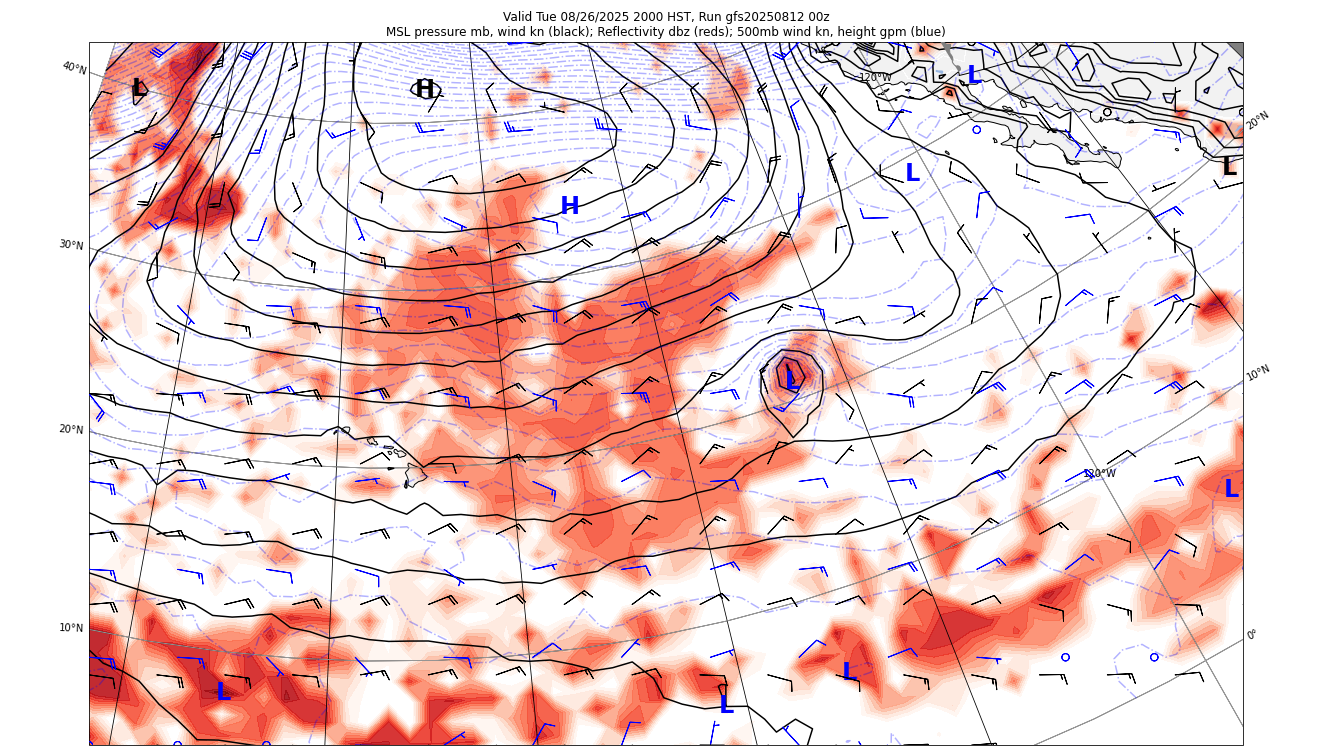 Valid Tue 08/26/2025 2000 HST, Run gfs20250812 00z
MSL pressure mb, wind kn (black); Reflectivity dbz (reds); 500mb wind kn, height gpm (blue)
40°N
L
H
120°W
L
20°N
L
L
H
30°N
L
10°N
20°N
120°W
L
10°N
0°
L
L
L